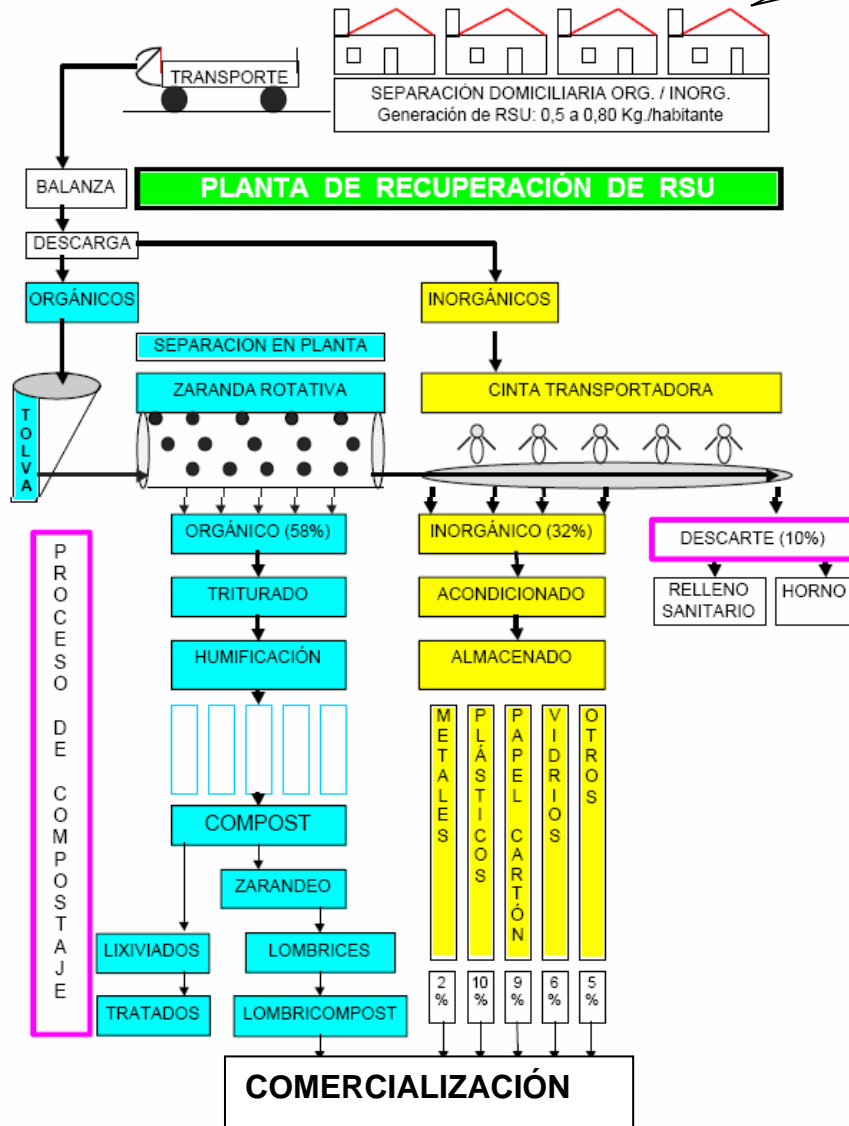 TRANSPORTE
SEPARACIÓN DOMICILIARIA ORG. / INORG.
Generación de RSU: 0,5 a 0,80 Kg./habitante
BALANZA
PLANTA DE RECUPERACIÓN DE RSU
DESCARGA
ORGÁNICOS
INORGÁNICOS
SEPARACION EN PLANTA
ZARANDA ROTATIVA
CINTA TRANSPORTADORA
TOLVA
ORGÁNICO (58%)
INORGÁNICO (32%)
DESCARTE (10%)
TRITURADO
ACONDICIONADO
RELLENO
SANITARIO
HORNO
HUMIFICACIÓN
ALMACENADO
PROCESO DE COMPOSTAJE
METALES
PLÁSTICOS
PAPEL CARTÓN
VIDRIOS
OTROS
COMPOST
ZARANDEO
LIXIVIADOS
LOMBRICES
TRATADOS
LOMBRICOMPOST
2
%
10
%
9
%
6
%
5
%
COMERCIALIZACIÓN